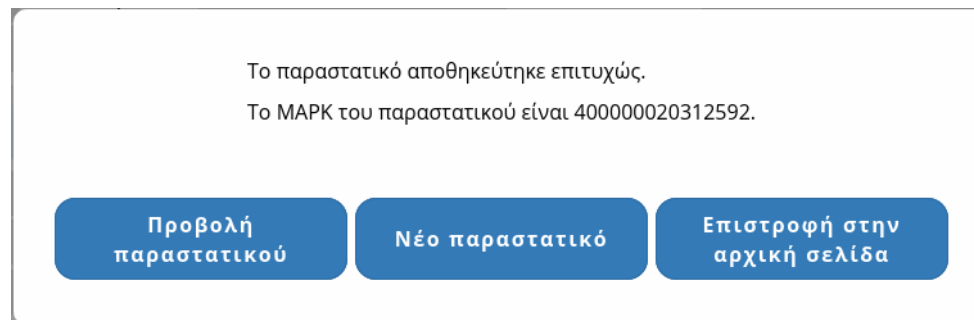 Το παραστατικό αποθηκεύτηκε επιτυχώς.
Το ΜΑΡΚ του παραστατικού είναι 400000020312592.
Προβολή
παραστατικού
Νέο παραστατικό
Επιστροφή στην
αρχική σελίδα